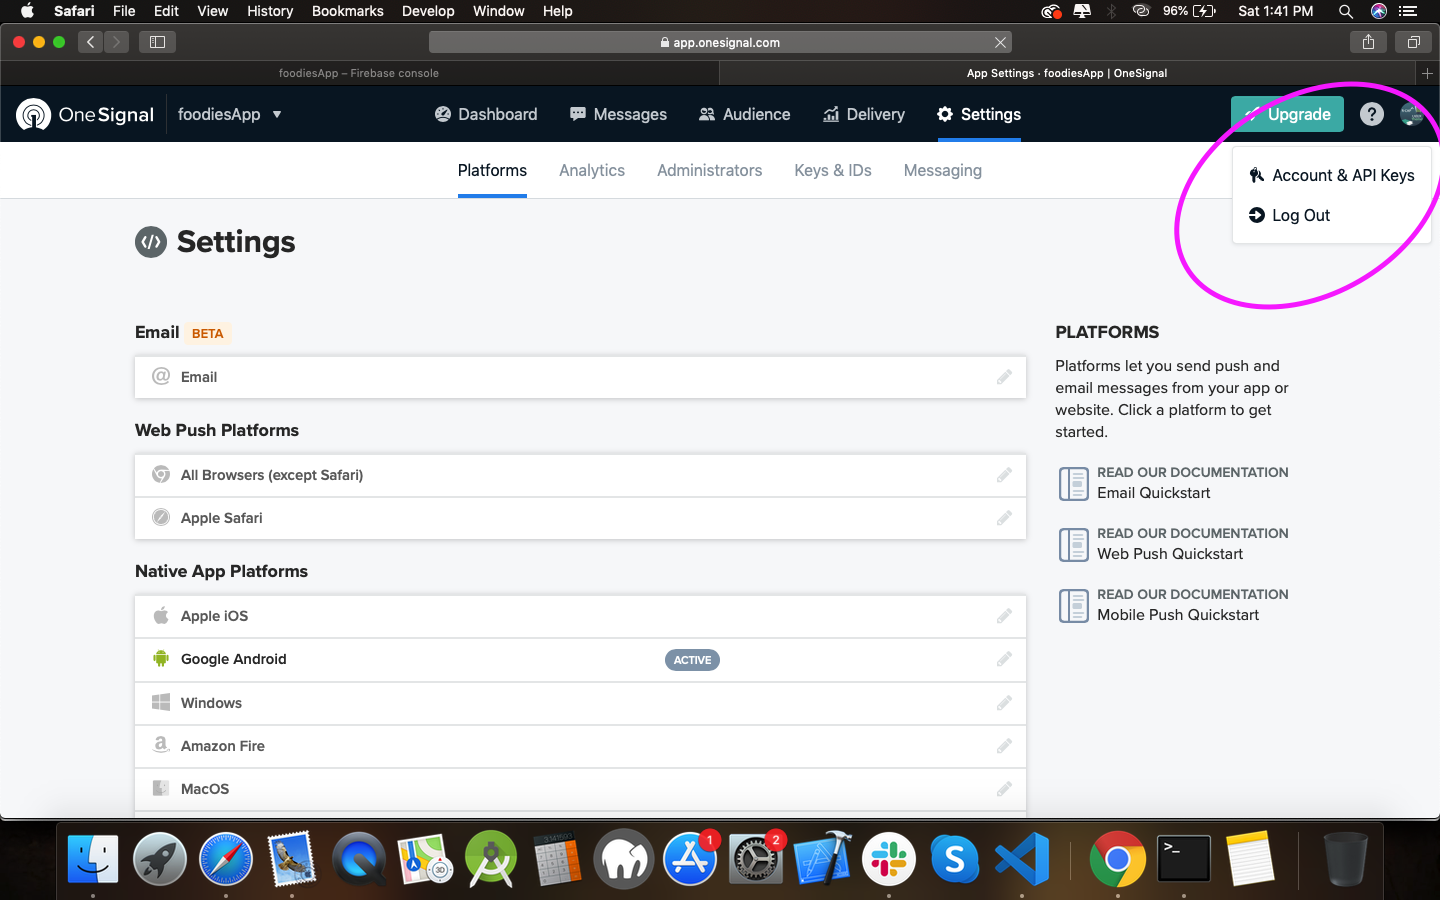 Safari File Edit View History Bookmarks Develop Window Help 96% Sat 1:41 PM
app.onesignal.com
foodiesApp – Firebase console
App Settings · foodiesApp | OneSignal
OneSignal foodiesApp Dashboard Messages Audience Delivery Settings Upgrade ?
Platforms Analytics Administrators Keys & IDs Messaging
Account & API Keys
Log Out
Settings
Email BETA
Email
Web Push Platforms
All Browsers (except Safari)
Apple Safari
Native App Platforms
Apple iOS
Google Android ACTIVE
Windows
Amazon Fire
MacOS
PLATFORMS
Platforms let you send push and
email messages from your app or
website. Click a platform to get
started.
READ OUR DOCUMENTATION
Email Quickstart
READ OUR DOCUMENTATION
Web Push Quickstart
READ OUR DOCUMENTATION
Mobile Push Quickstart
3D
1
2